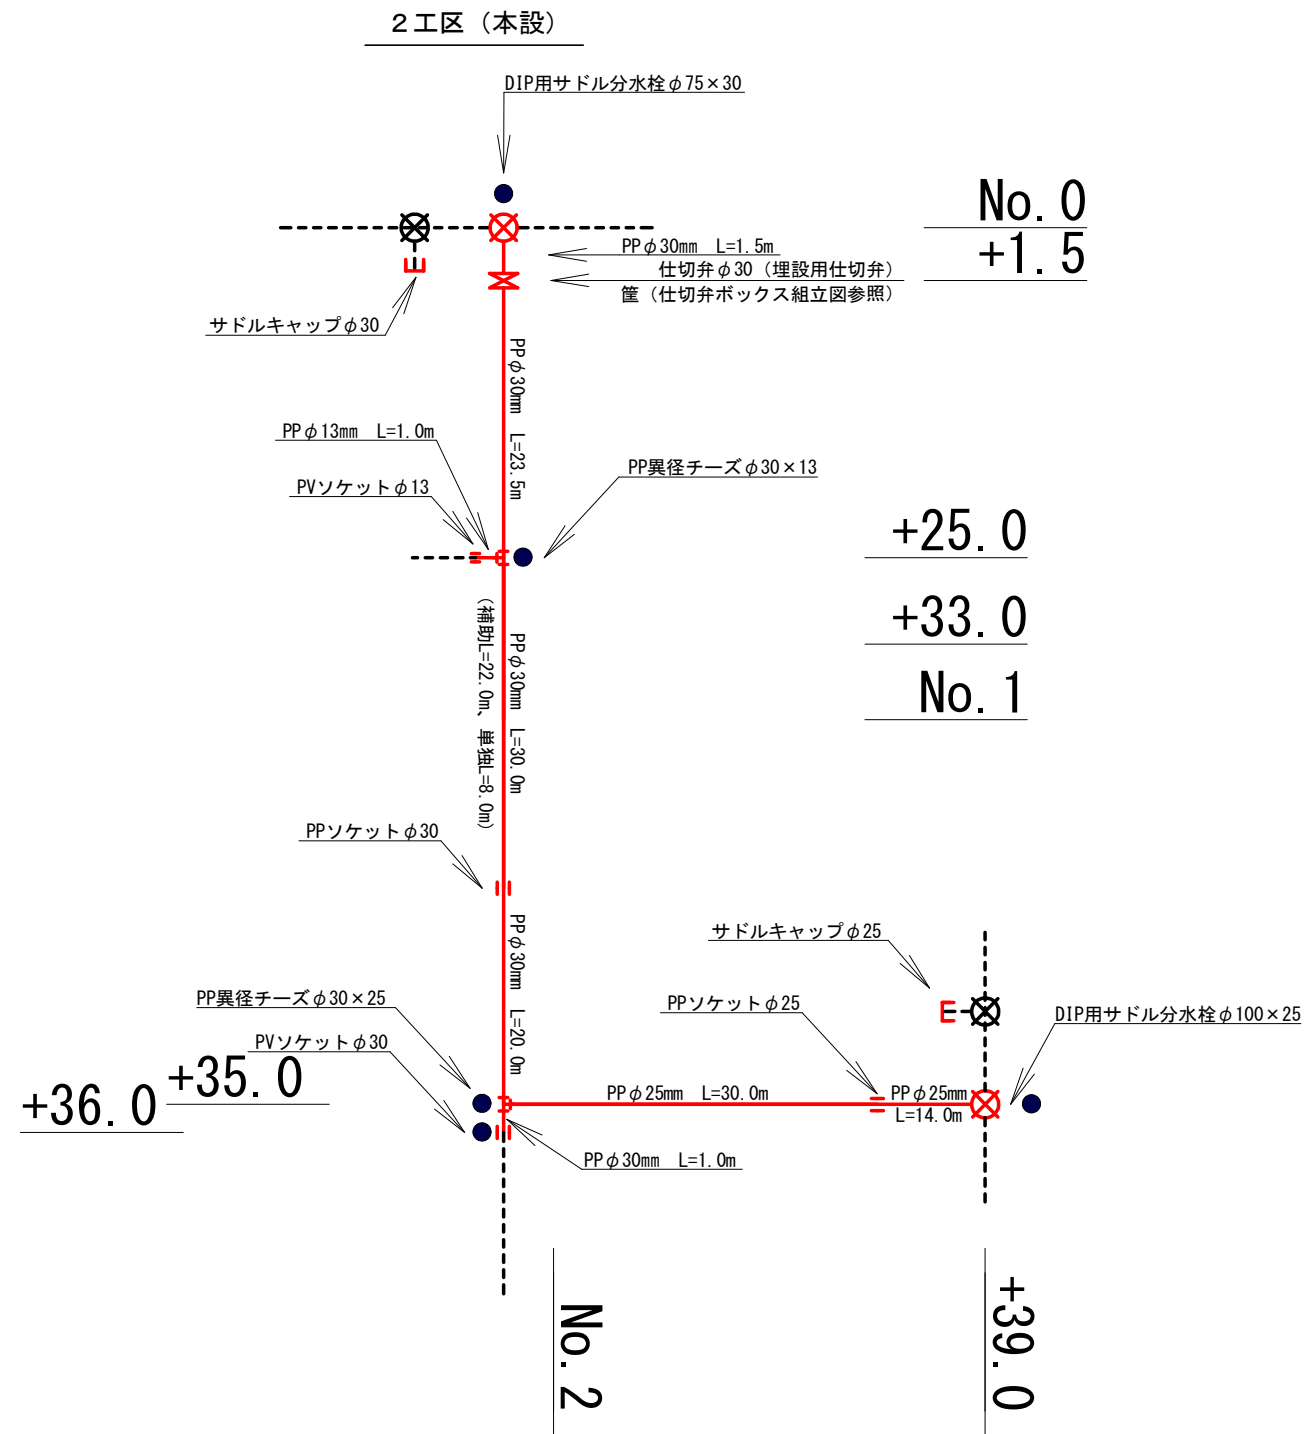 ２工区（本設）
DIP用サドル分水栓φ75×30
No.0
+1.5
PPφ30mm　L=1.5m
仕切弁φ30（埋設用仕切弁）
筐（仕切弁ボックス組立図参照）
サドルキャップφ30
PPφ30mm　L=23.5m
PPφ13mm　L=1.0m
PVソケットφ13
PP異径チーズφ30×13
+25.0
+33.0
No.1
PPφ30mm　L=30.0m
（補助L=22.0m、単独L=8.0m）
PPソケットφ30
PPφ30mm　L=20.0m
サドルキャップφ25
PP異径チーズφ30×25
PPソケットφ25
DIP用サドル分水栓φ100×25
PVソケットφ30
+35.0
+36.0
PPφ25mm　L=30.0m
PPφ25mm
L=14.0m
PPφ30mm　L=1.0m
No.2
+39.0